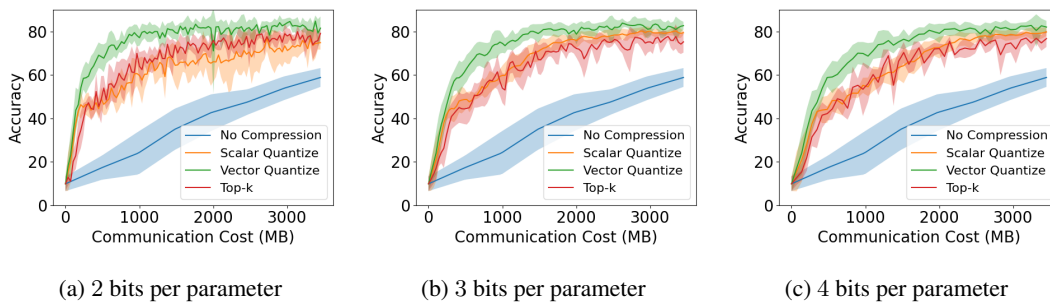 80
60
40
20
0
Accuracy
No Compression
Scalar Quantize
Vector Quantize
Top-k
0 1000 2000 3000
Communication Cost (MB)
(a) 2 bits per parameter
80
60
40
20
0
Accuracy
No Compression
Scalar Quantize
Vector Quantize
Top-k
0 1000 2000 3000
Communication Cost (MB)
(b) 3 bits per parameter
80
60
40
20
0
Accuracy
No Compression
Scalar Quantize
Vector Quantize
Top-k
0 1000 2000 3000
Communication Cost (MB)
(c) 4 bits per parameter